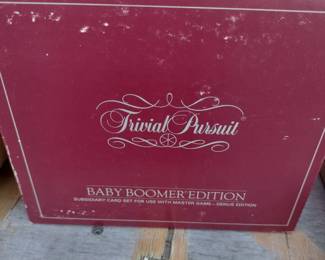 Trivial Pursuit
BABY BOOMER EDITION
SUBSIDIARY CARD SET FOR USE WITH MASTER GAME - GENUS EDITION